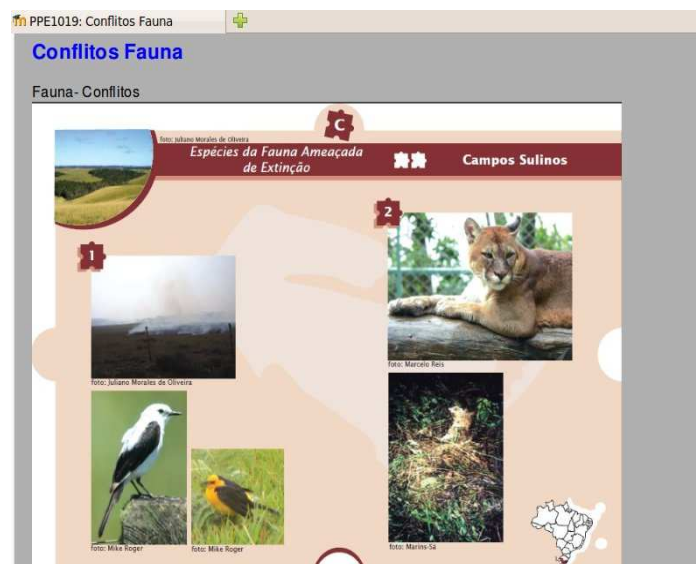 PPE1019: Conflitos Fauna
Conflitos Fauna
Fauna- Conflitos
C
foto: Juliano Morales de Oliveira
Espécies da Fauna Ameaçada
de Extinção
Campos Sulinos
1
foto: Juliano Morales de Oliveira
foto: Mike Roger
foto: Mike Roger
2
foto: Marcelo Reis
foto: Marins-Sa